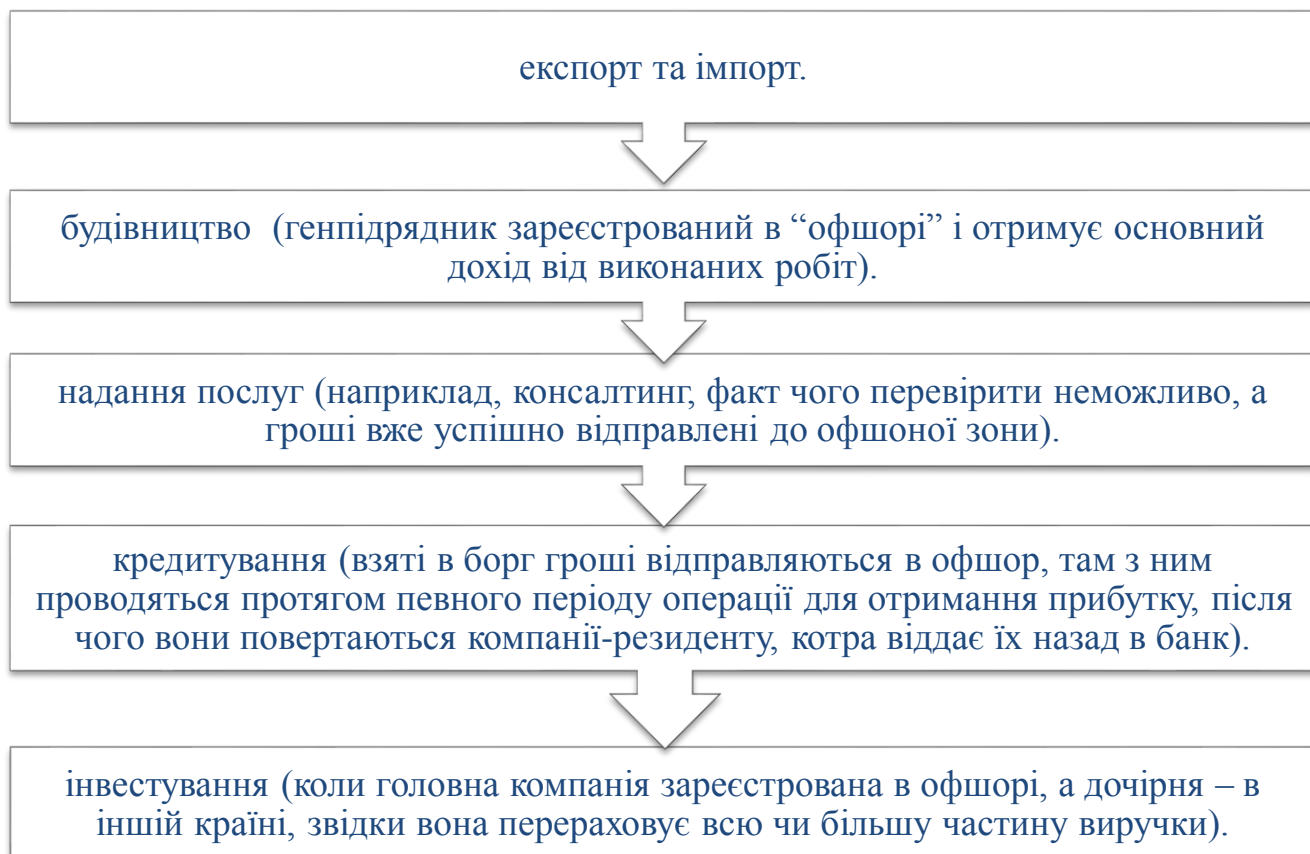 експорт та імпорт.
будівництво  (генпідрядник зареєстрований в “офшорі” і отримує основний
дохід від виконаних робіт).
надання послуг (наприклад, консалтинг, факт чого перевірити неможливо, а
гроші вже успішно відправлені до офшоної зони).
кредитування (взяті в борг гроші відправляються в офшор, там з ним
проводяться протягом певного періоду операції для отримання прибутку, після
чого вони повертаються компанії-резиденту, котра віддає їх назад в банк).
інвестування (коли головна компанія зареєстрована в офшорі, а дочірня – в
іншій країні, звідки вона перераховує всю чи більшу частину виручки).